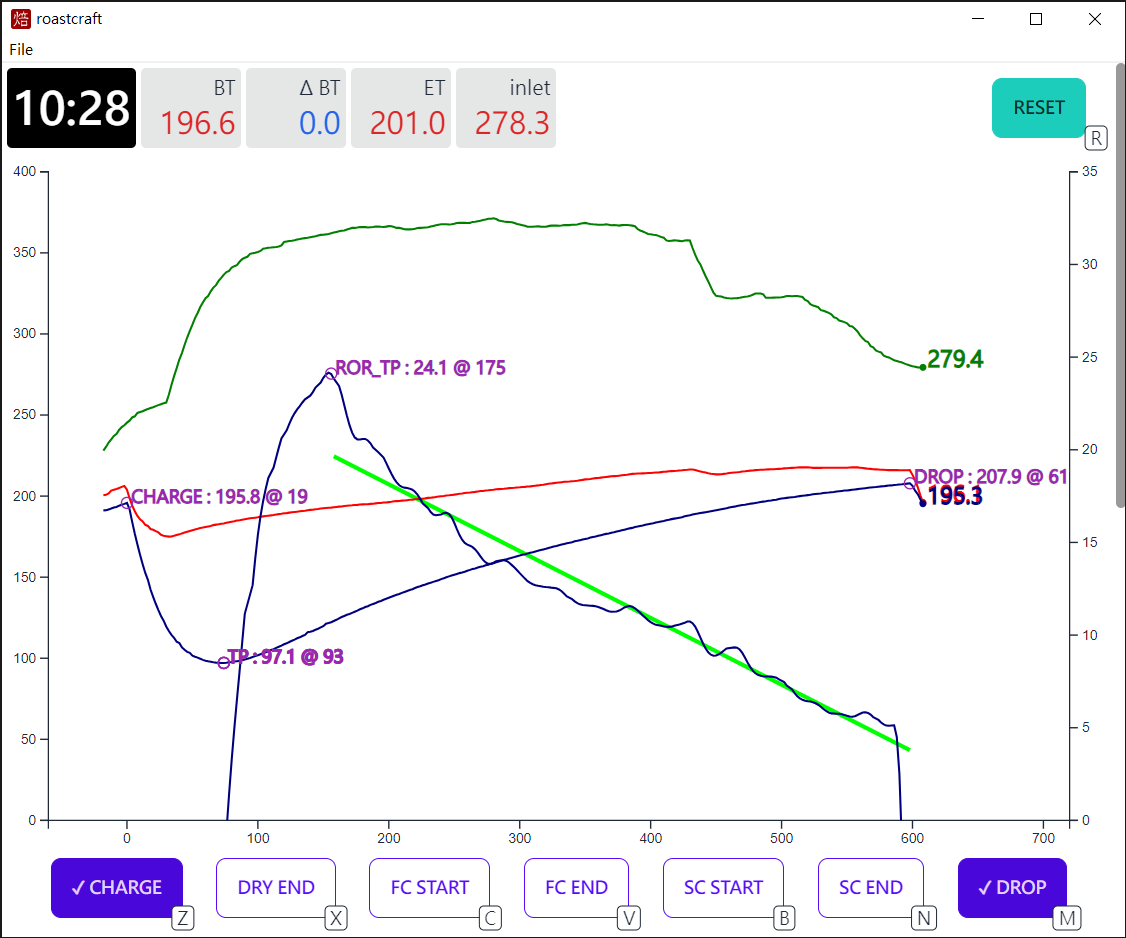 焙 roastcraft
File
10:28
BT
196.6
Δ BT
0.0
ET
201.0
inlet
278.3
RESET
R
400
350
300
250
200
150
100
50
0
35
30
25
20
15
10
5
0
279.4
ROR_TP : 24.1 @ 175
DROP : 207.9 @ 61
195.3
CHARGE : 195.8 @ 19
TP : 97.1 @ 93
0
100
200
300
400
500
600
700
✓ CHARGE
Z
DRY END
X
FC START
C
FC END
V
SC START
B
SC END
N
✓ DROP
M